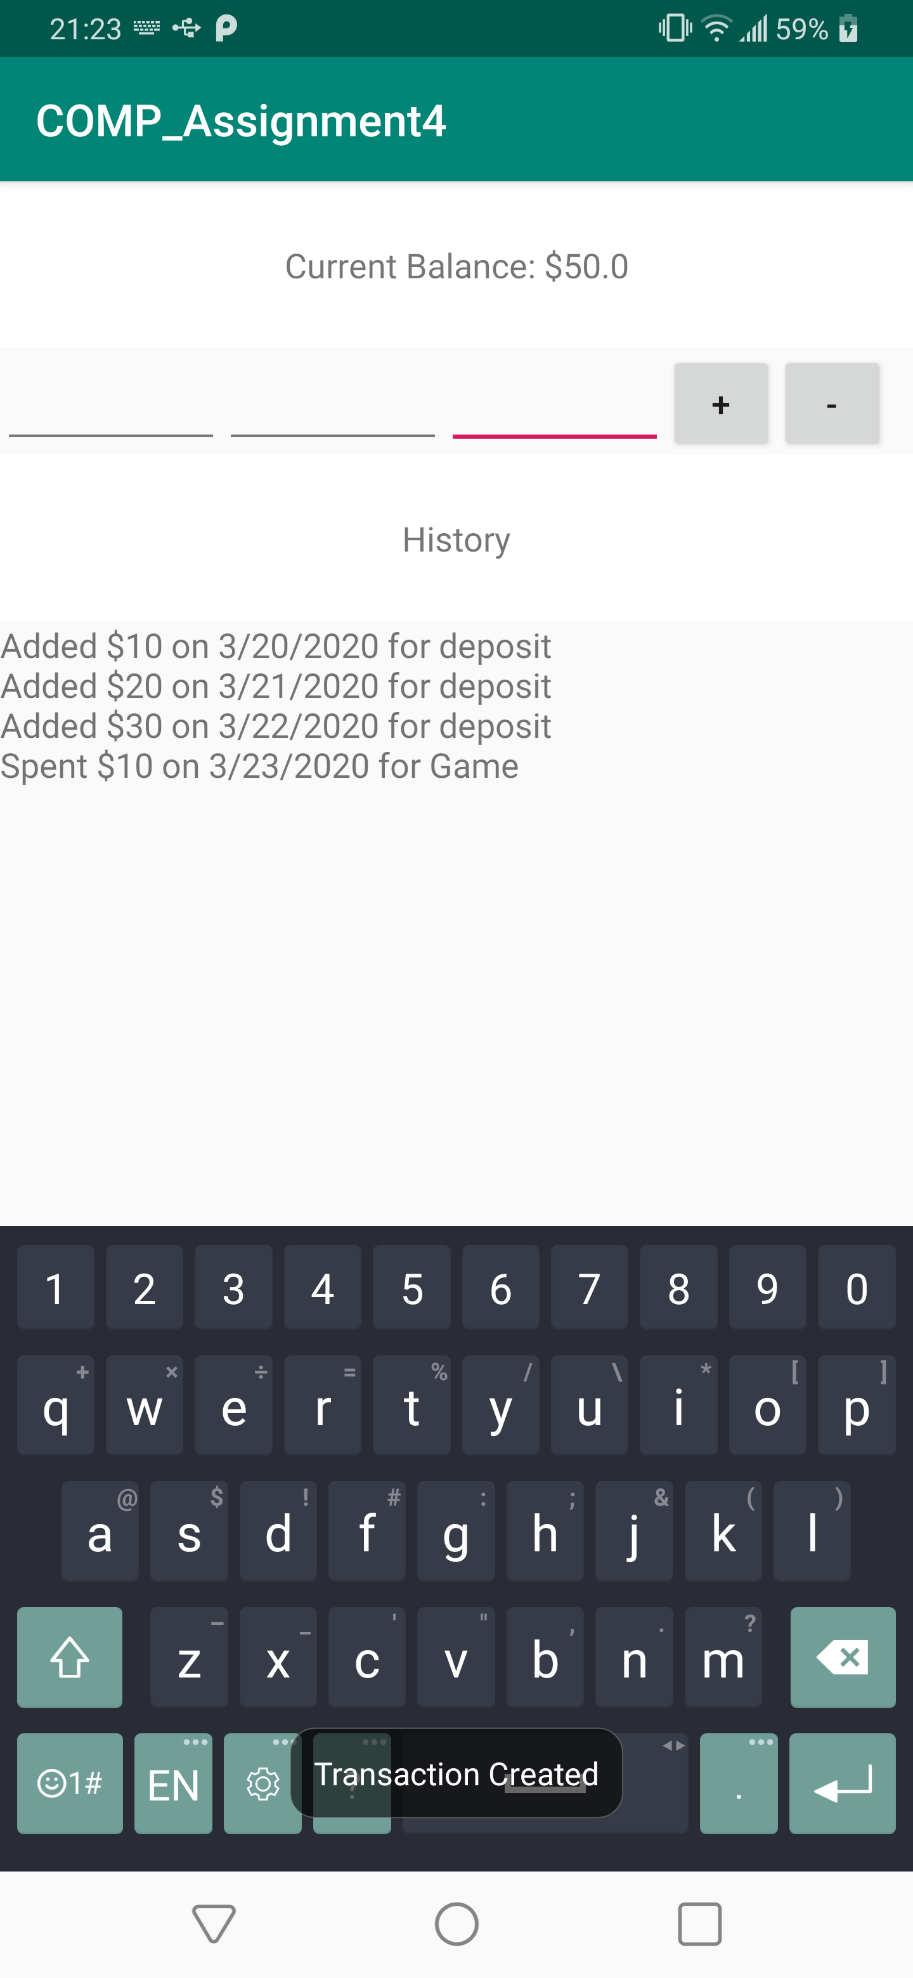 21:23 59%
COMP_Assignment4
Current Balance: $50.0
+ -
History
Added $10 on 3/20/2020 for deposit
Added $20 on 3/21/2020 for deposit
Added $30 on 3/22/2020 for deposit
Spent $10 on 3/23/2020 for Game
1 2 3 4 5 6 7 8 9 0
+ × ÷ = % / \ * [ ]
q w e r t y u i o p
@ $ ! # : ; & ( )
a s d f g h j k l
– _ ' " , . ?
z x c v b n m
1# EN .
Transaction Created